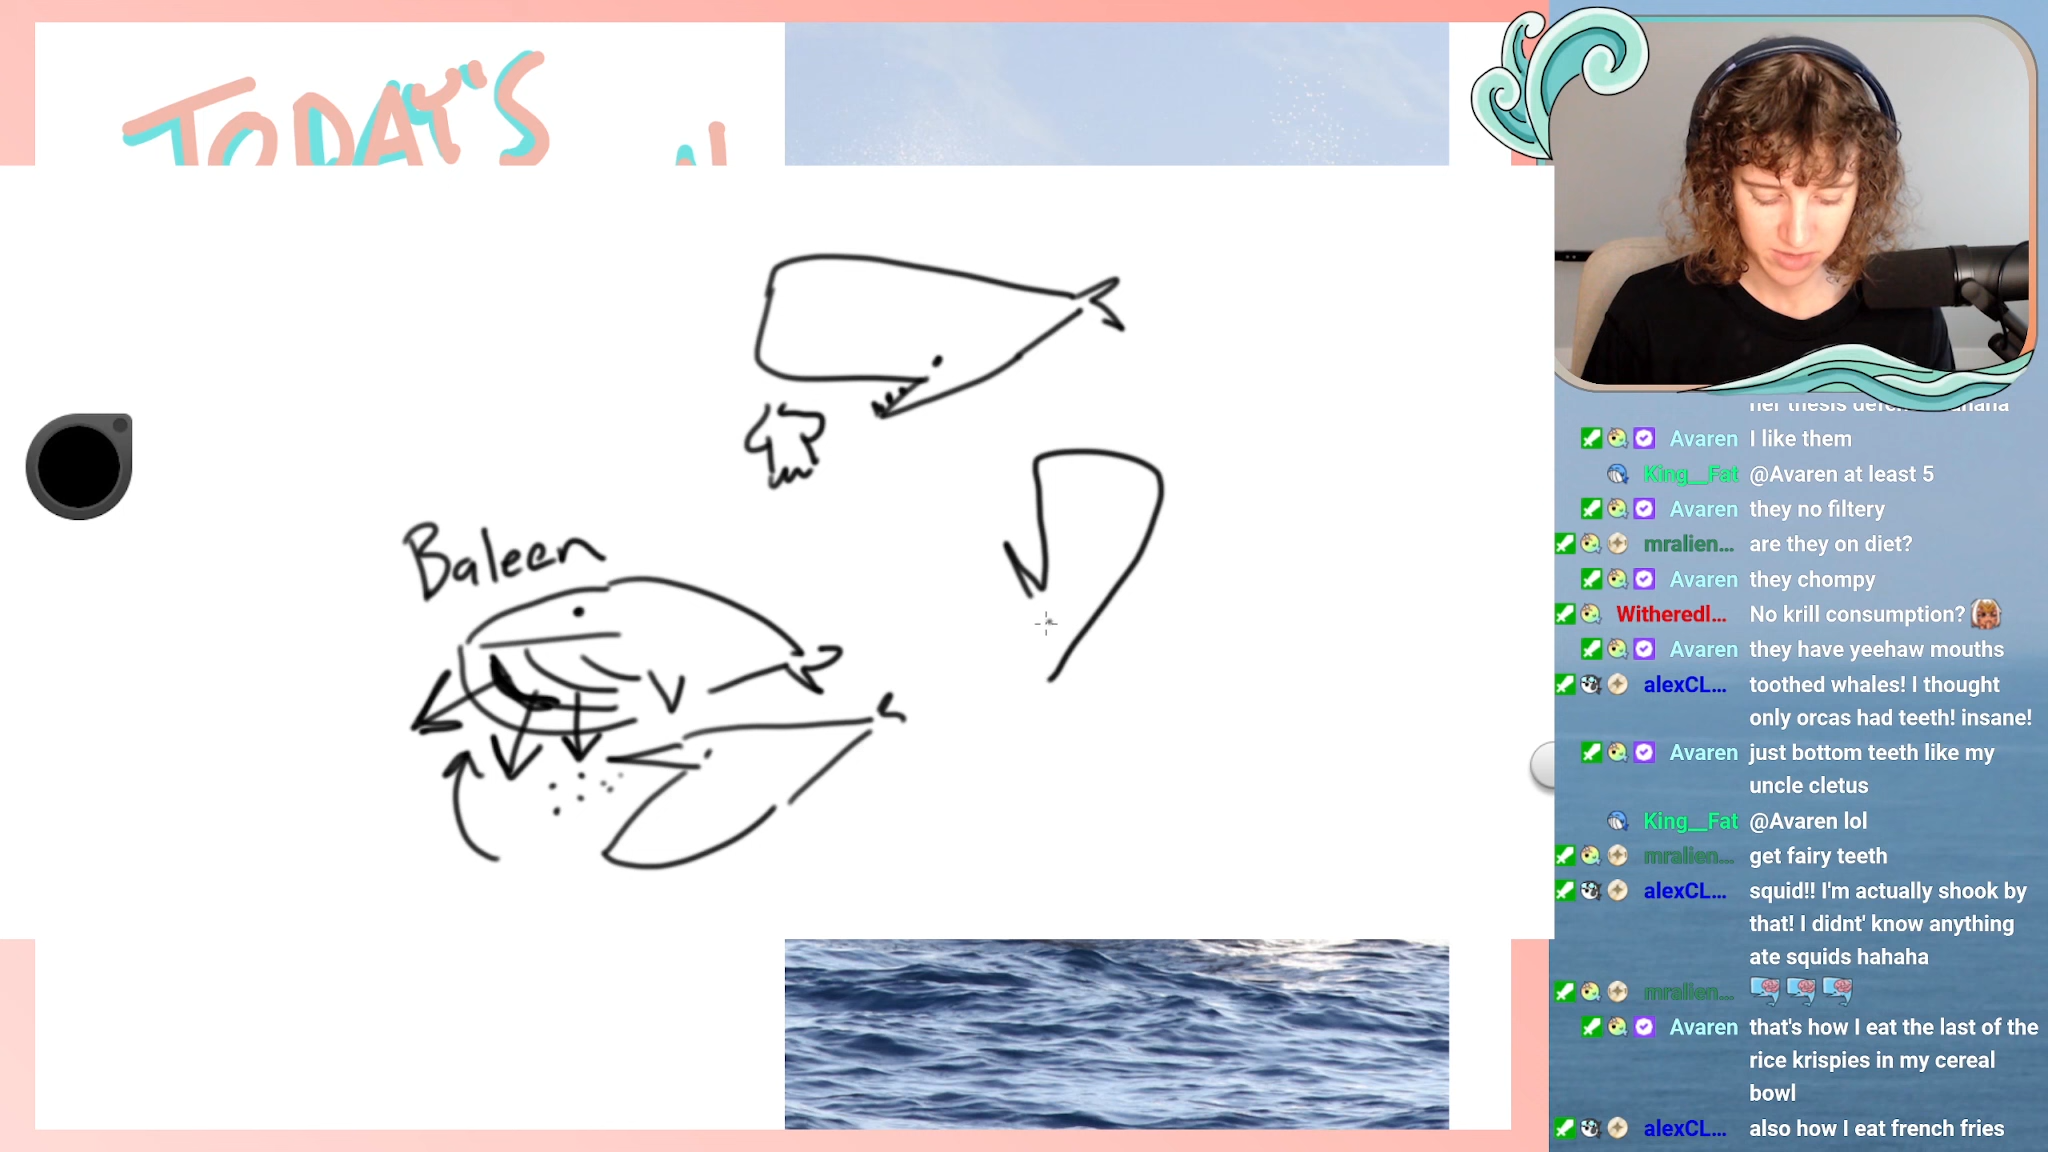 TODAY'S
Baleen
Avaren I like them
King__Fat @Avaren at least 5
Avaren they no filtery
mralien... are they on diet?
Avaren they chompy
Witheredl... No krill consumption?
Avaren they have yeehaw mouths
alexCL... toothed whales! I thought
only orcas had teeth! insane!
Avaren just bottom teeth like my
uncle cletus
King__Fat @Avaren lol
mralien... get fairy teeth
alexCL... squid!! I'm actually shook by
that! I didnt' know anything
ate squids hahaha
mralien...
Avaren that's how I eat the last of the
rice krispies in my cereal
bowl
alexCL... also how I eat french fries